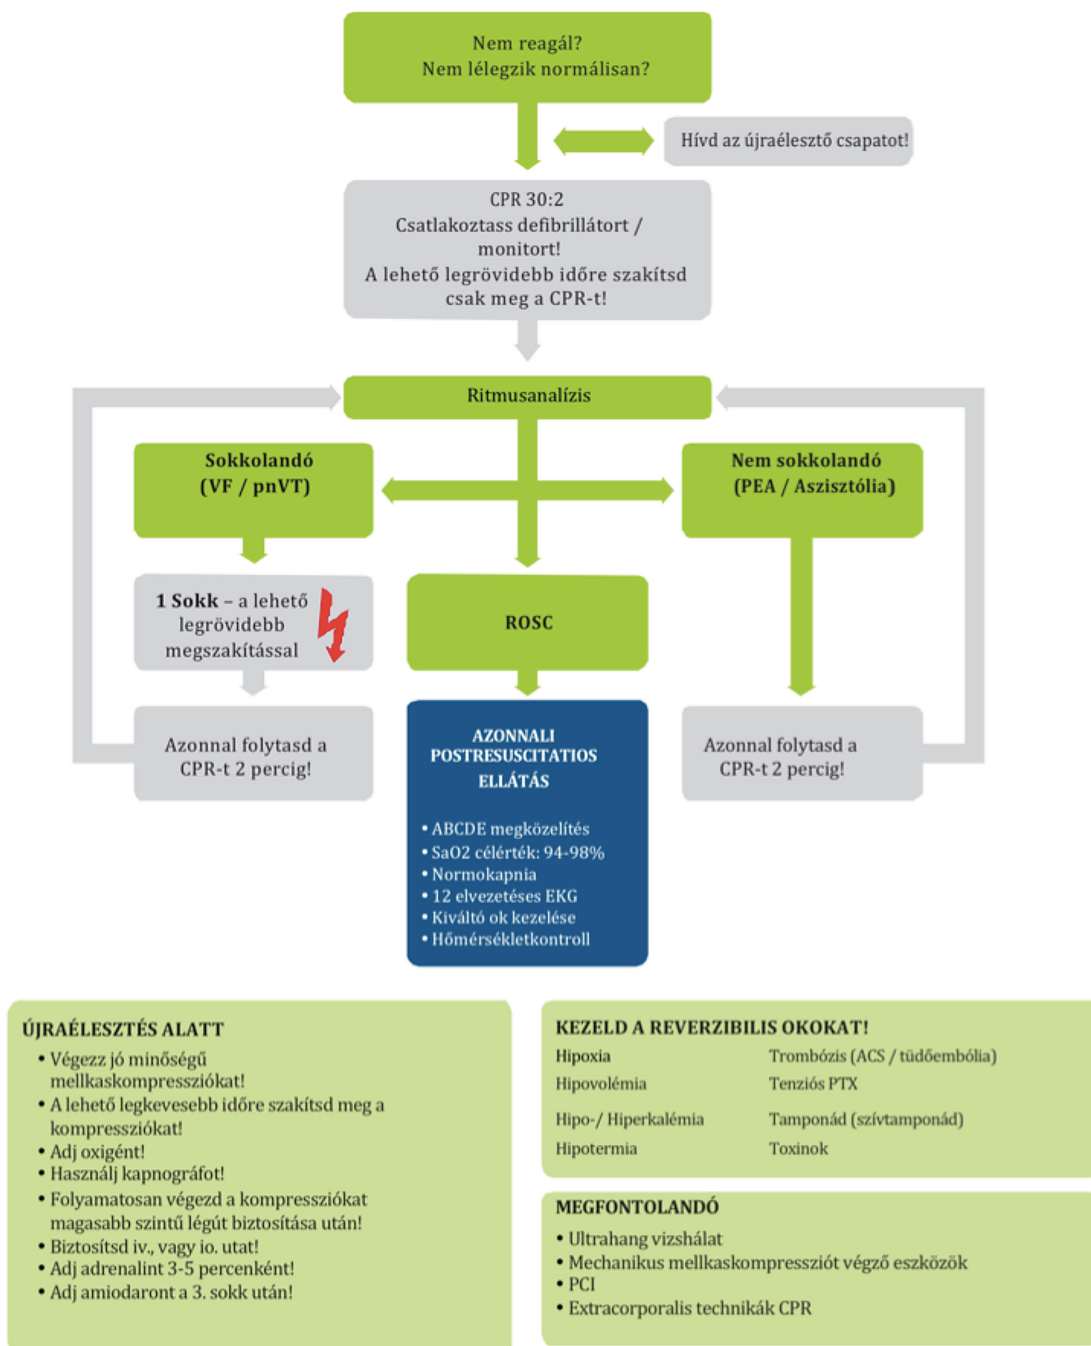 Nem reagál?
Nem lélegzik normálisan?
Hívd az újraélesztő csapatot!
CPR 30:2
Csatlakoztass defibrillátort /
monitort!
A lehető legrövidebb időre szakítsd
csak meg a CPR-t!
Ritmusanalízis
Sokkolandó
(VF / pnVT)
Nem sokkolandó
(PEA / Aszisztólia)
1 Sokk – a lehető
legrövidebb
megszakítással
ROSC
Azonnal folytasd a
CPR-t 2 percig!
AZONNALI
POSTRESUSCITATIOS
ELLÁTÁS
• ABCDE megközelítés
• SaO2 célérték: 94-98%
• Normokapnia
• 12 elvezetéses EKG
• Kiváltó ok kezelése
• Hőmérsékletkontroll
Azonnal folytasd a
CPR-t 2 percig!
ÚJRAÉLESZTÉS ALATT
• Végezz jó minőségű
mellkaskompressziókat!
• A lehető legkevesebb időre szakítsd meg a
kompressziókat!
• Adj oxigént!
• Használj kapnográfot!
• Folyamatosan végezd a kompressziókat
magasabb szintű légút biztosítása után!
• Biztosítsd iv., vagy io. utat!
• Adj adrenalint 3-5 percenként!
• Adj amiodaront a 3. sokk után!
KEZELD A REVERZIBILIS OKOKAT!
Hipoxia Trombózis (ACS / tüdőembólia)
Hipovolémia Tenziós PTX
Hipo-/ Hiperkalémia Tamponád (szívtamponád)
Hipotermia Toxinok
MEGFONTOLANDÓ
• Ultrahang vizshálat
• Mechanikus mellkaskompressziót végző eszközök
• PCI
• Extracorporalis technikák CPR